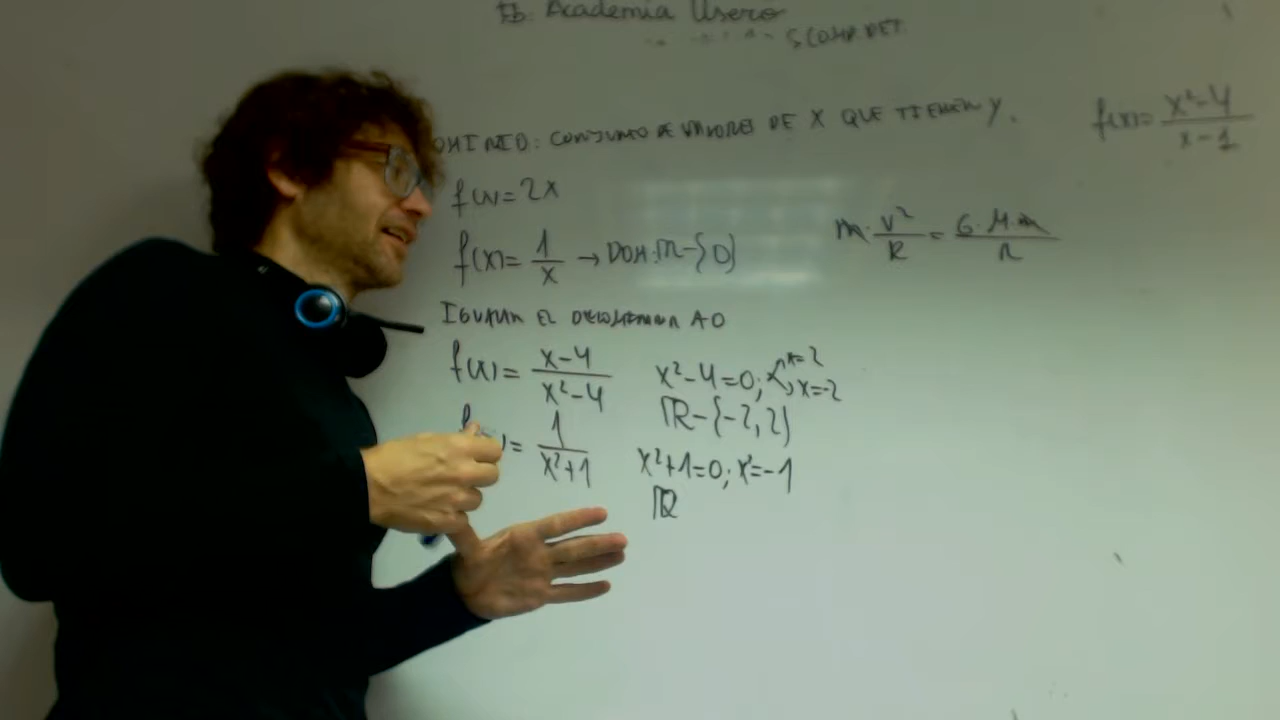 Fb. Academia Usero
OMINIO: CONJUNTO DE VALORES DE X QUE TIENEN Y.
f(x)= x²-4 / x-1
f(x)=2x
f(x)= 1/x → DOM: R-{0}
m·v²/R = G·M·m/R
IGUALAR EL DENOMINADOR A 0
f(x)= x-4 / x²-4
x²-4=0; x=2 x=-2
ℝ-{-2,2}
)= 1 / x²+1
x²+1=0; x²=-1
ℝ